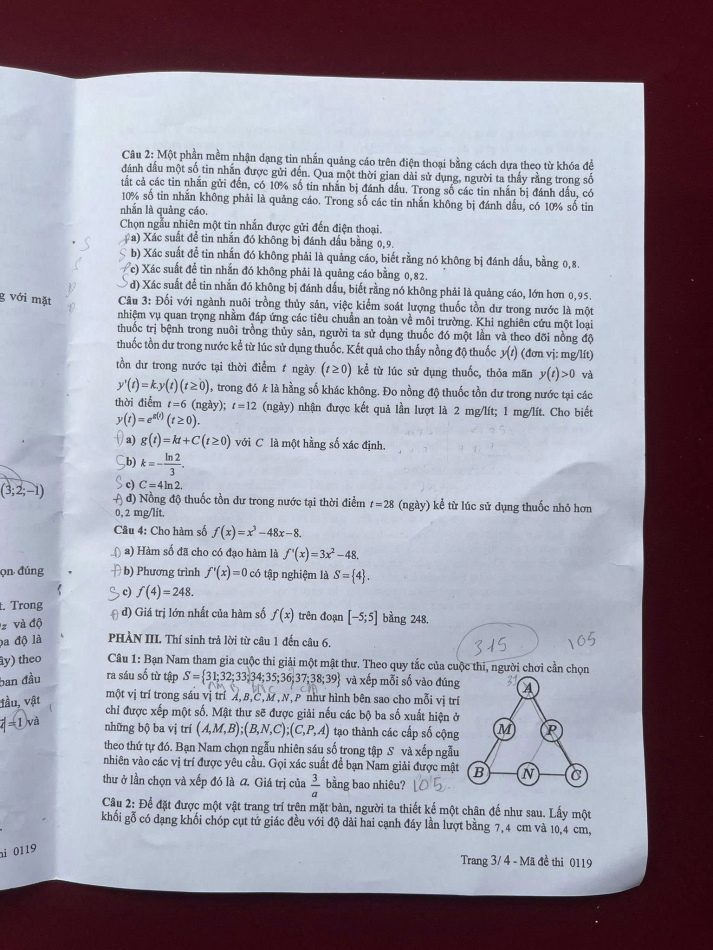 g với mặt
(3;2;-1)
ọn đúng
t. Trong
z và độ
ọa độ là
ây) theo
ban đầu
đầu, vật
=1 và
hi 0119
Câu 2: Một phần mềm nhận dạng tin nhắn quảng cáo trên điện thoại bằng cách dựa theo từ khóa để
đánh dấu một số tin nhắn được gửi đến. Qua một thời gian dài sử dụng, người ta thấy rằng trong số
tất cả các tin nhắn gửi đến, có 10% số tin nhắn bị đánh dấu. Trong số các tin nhắn bị đánh dấu, có
10% số tin nhắn không phải là quảng cáo. Trong số các tin nhắn không bị đánh dấu, có 10% số tin
nhắn là quảng cáo.
Chọn ngẫu nhiên một tin nhắn được gửi đến điện thoại.
a) Xác suất để tin nhắn đó không bị đánh dấu bằng 0,9.
b) Xác suất để tin nhắn đó không phải là quảng cáo, biết rằng nó không bị đánh dấu, bằng 0,8.
c) Xác suất để tin nhắn đó không phải là quảng cáo bằng 0,82.
d) Xác suất để tin nhắn đó không bị đánh dấu, biết rằng nó không phải là quảng cáo, lớn hơn 0,95.
Câu 3: Đối với ngành nuôi trồng thủy sản, việc kiểm soát lượng thuốc tồn dư trong nước là một
nhiệm vụ quan trọng nhằm đáp ứng các tiêu chuẩn an toàn về môi trường. Khi nghiên cứu một loại
thuốc trị bệnh trong nuôi trồng thủy sản, người ta sử dụng thuốc đó một lần và theo dõi nồng độ
thuốc tồn dư trong nước kể từ lúc sử dụng thuốc. Kết quả cho thấy nồng độ thuốc y(t) (đơn vị: mg/lít)
tồn dư trong nước tại thời điểm t ngày (t≥0) kể từ lúc sử dụng thuốc, thỏa mãn y(t)>0 và
y'(t)=k.y(t)(t≥0), trong đó k là hằng số khác không. Đo nồng độ thuốc tồn dư trong nước tại các
thời điểm t=6 (ngày); t=12 (ngày) nhận được kết quả lần lượt là 2 mg/lít; 1 mg/lít. Cho biết
y(t)=e^{g(t)} (t≥0).
a) g(t)=kt+C(t≥0) với C là một hằng số xác định.
b) k=-ln2/3.
c) C=4ln2.
d) Nồng độ thuốc tồn dư trong nước tại thời điểm t=28 (ngày) kể từ lúc sử dụng thuốc nhỏ hơn
0,2 mg/lít.
Câu 4: Cho hàm số f(x)=x³-48x-8.
a) Hàm số đã cho có đạo hàm là f'(x)=3x²-48.
b) Phương trình f'(x)=0 có tập nghiệm là S={4}.
c) f(4)=248.
d) Giá trị lớn nhất của hàm số f(x) trên đoạn [-5;5] bằng 248.
PHẦN III. Thí sinh trả lời từ câu 1 đến câu 6.
315
105
Câu 1: Bạn Nam tham gia cuộc thi giải một mật thư. Theo quy tắc của cuộc thi, người chơi cần chọn
ra sáu số từ tập S={31;32;33;34;35;36;37;38;39} và xếp mỗi số vào đúng
một vị trí trong sáu vị trí A,B,C,M,N,P như hình bên sao cho mỗi vị trí
chỉ được xếp một số. Mật thư sẽ được giải nếu các bộ ba số xuất hiện ở
những bộ ba vị trí (A,M,B);(B,N,C);(C,P,A) tạo thành các cấp số cộng
theo thứ tự đó. Bạn Nam chọn ngẫu nhiên sáu số trong tập S và xếp ngẫu
nhiên vào các vị trí được yêu cầu. Gọi xác suất để bạn Nam giải được mật
thư ở lần chọn và xếp đó là a. Giá trị của 3/a bằng bao nhiêu? 105
A
M P
B N C
Câu 2: Để đặt được một vật trang trí trên mặt bàn, người ta thiết kế một chân đế như sau. Lấy một
khối gỗ có dạng khối chóp cụt tứ giác đều với độ dài hai cạnh đáy lần lượt bằng 7,4 cm và 10,4 cm,
Trang 3/4 - Mã đề thi 0119